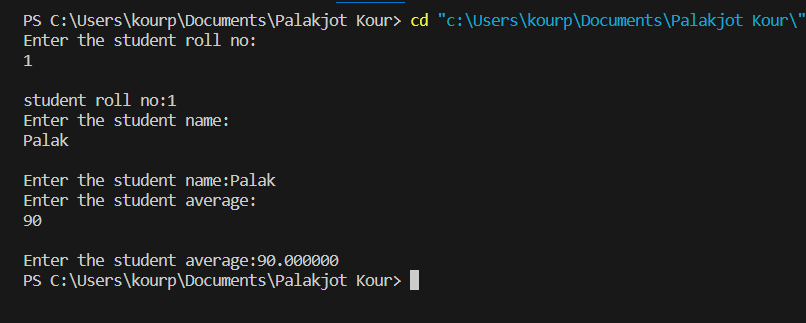 PS C:\Users\kourp\Documents\Palakjot Kour> cd "c:\Users\kourp\Documents\Palakjot Kour\"
Enter the student roll no:
1
student roll no:1
Enter the student name:
Palak
Enter the student name:Palak
Enter the student average:
90
Enter the student average:90.000000
PS C:\Users\kourp\Documents\Palakjot Kour>